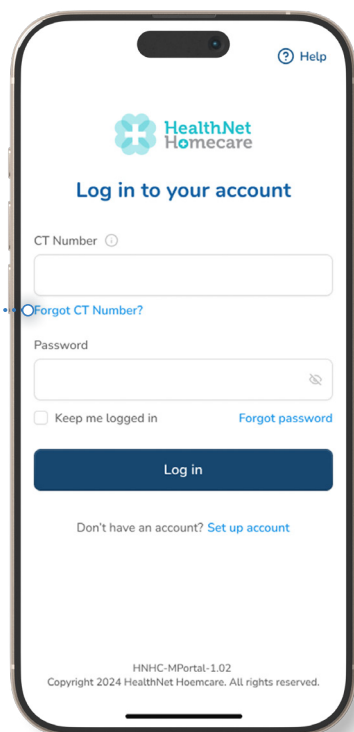 Help
HealthNet
Homecare
Log in to your account
CT Number
Forgot CT Number?
Password
Keep me logged in Forgot password
Log in
Don't have an account? Set up account
HNHC-MPortal-1.02
Copyright 2024 HealthNet Hoemcare. All rights reserved.